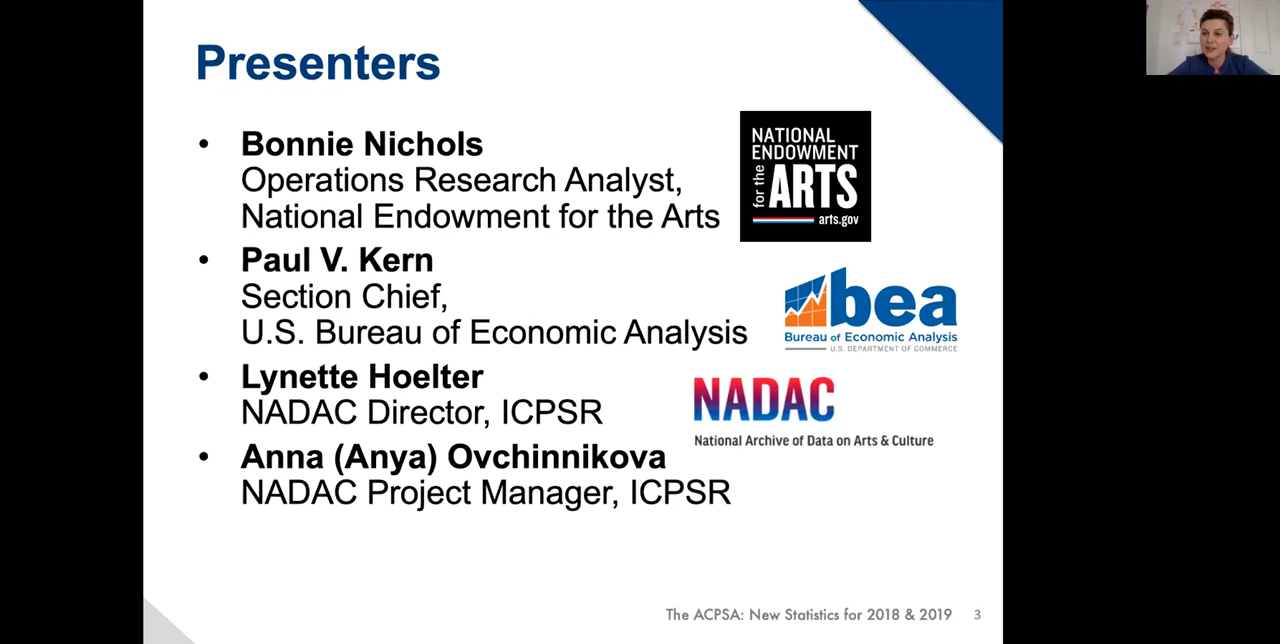 Presenters
• Bonnie Nichols
Operations Research Analyst,
National Endowment for the Arts
NATIONAL
ENDOWMENT
for the
ARTS
arts.gov
• Paul V. Kern
Section Chief,
U.S. Bureau of Economic Analysis
bea
Bureau of Economic Analysis
U.S. DEPARTMENT OF COMMERCE
• Lynette Hoelter
NADAC Director, ICPSR
NADAC
National Archive of Data on Arts & Culture
• Anna (Anya) Ovchinnikova
NADAC Project Manager, ICPSR
The ACPSA: New Statistics for 2018 & 2019 3